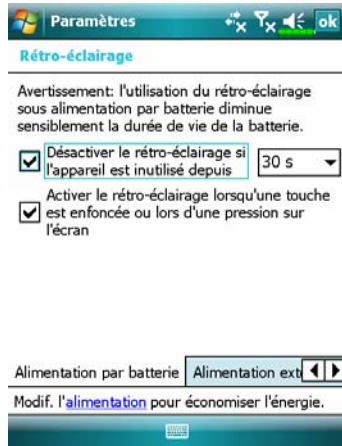 Paramètres
ok
Rétro-éclairage
Avertissement: l'utilisation du rétro-éclairage
sous alimentation par batterie diminue
sensiblement la durée de vie de la batterie.
Désactiver le rétro-éclairage si
l'appareil est inutilisé depuis
30 s
Activer le rétro-éclairage lorsqu'une touche
est enfoncée ou lors d'une pression sur
l'écran
Alimentation par batterie
Alimentation ext
Modif. l'alimentation pour économiser l'énergie.